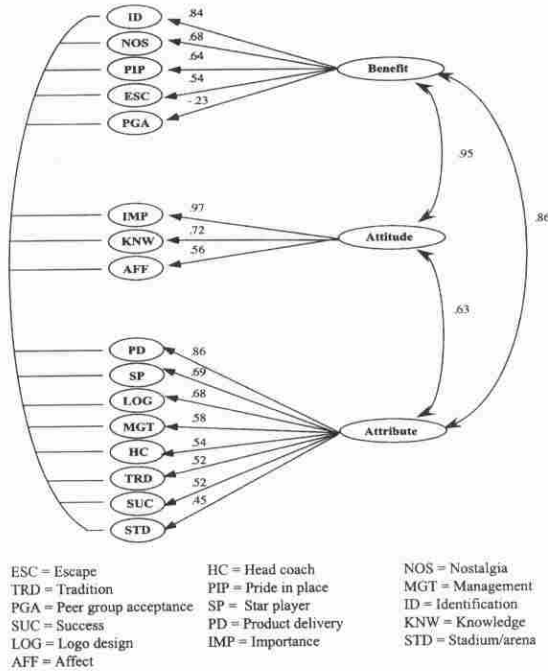 ID
.84
NOS
.68
PIP
.64
Benefit
ESC
.54
-.23
PGA
.95
.86
IMP
.97
KNW
.72
Attitude
AFF
.56
.63
PD
.86
SP
.69
LOG
.68
MGT
.58
Attribute
HC
.54
TRD
.52
SUC
.52
.45
STD
ESC = Escape HC = Head coach NOS = Nostalgia
TRD = Tradition PIP = Pride in place MGT = Management
PGA = Peer group acceptance SP = Star player ID = Identification
SUC = Success PD = Product delivery KNW = Knowledge
LOG = Logo design IMP = Importance STD = Stadium/arena
AFF = Affect